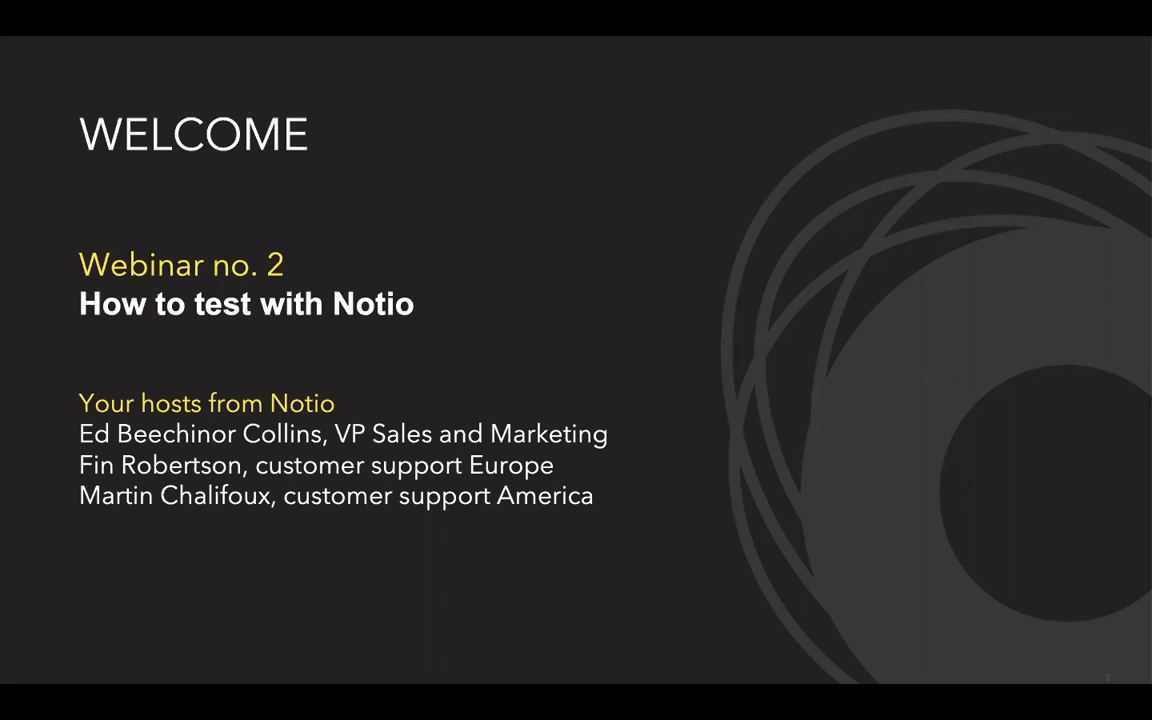 WELCOME
Webinar no. 2
How to test with Notio
Your hosts from Notio
Ed Beechinor Collins, VP Sales and Marketing
Fin Robertson, customer support Europe
Martin Chalifoux, customer support America
2